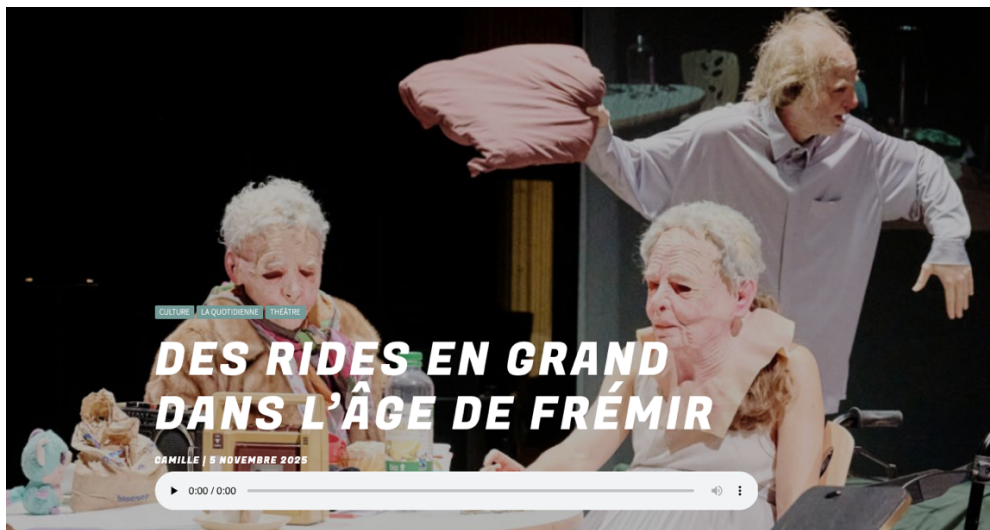 CULTURE
LA QUOTIDIENNE
THÉÂTRE
DES RIDES EN GRAND
DANS L’ÂGE DE FRÉMIR
CAMILLE | 5 NOVEMBRE 2025
0:00 / 0:00